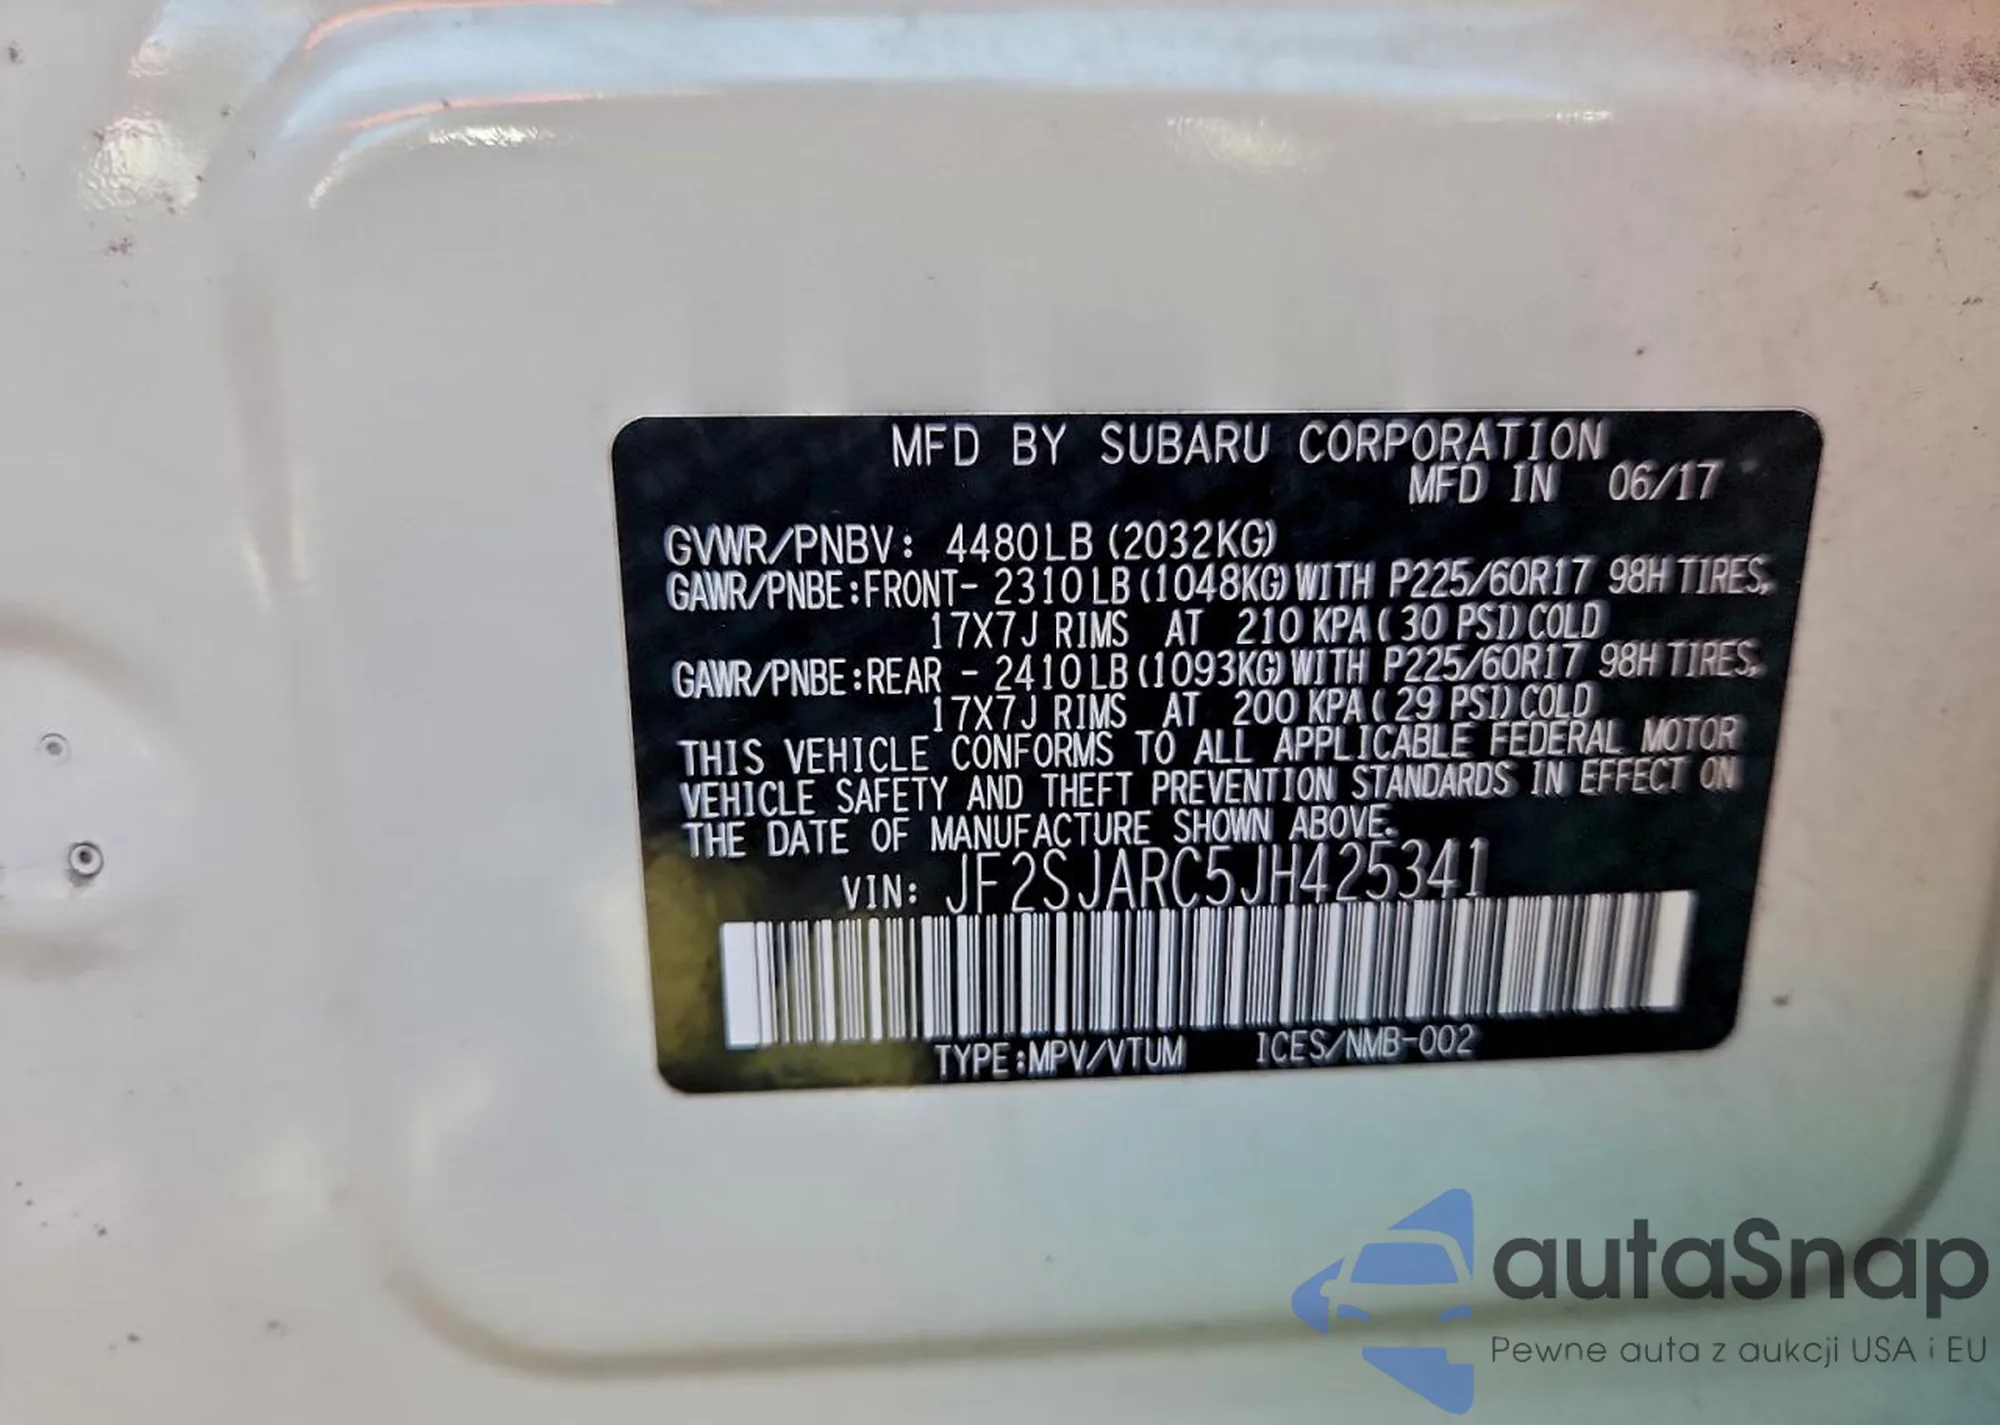 MFD BY SUBARU CORPORATION
MFD IN 06/17
GVWR/PNBV: 4480LB (2032KG)
GAWR/PNBE:FRONT- 2310LB(1048KG)WITH P225/60R17 98H TIRES,
17X7J RIMS AT 210 KPA(30 PSI)COLD
GAWR/PNBE:REAR - 2410LB(1093KG)WITH P225/60R17 98H TIRES,
17X7J RIMS AT 200 KPA(29 PSI)COLD
THIS VEHICLE CONFORMS TO ALL APPLICABLE FEDERAL MOTOR
VEHICLE SAFETY AND THEFT PREVENTION STANDARDS IN EFFECT ON
THE DATE OF MANUFACTURE SHOWN ABOVE.
VIN: JF2SJARC5JH425341
TYPE:MPV/VTUM ICES/NMB-002
autaSnap
Pewne auta z aukcji USA i EU